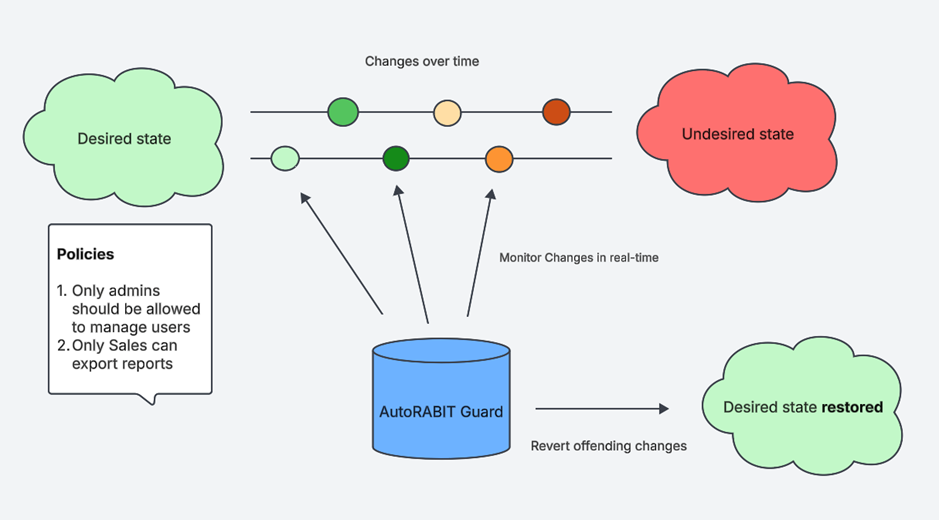 Changes over time
Desired state
Undesired state
Policies
1. Only admins
should be allowed
to manage users
2. Only Sales can
export reports
Monitor Changes in real-time
AutoRABIT Guard
Desired state restored
Revert offending changes